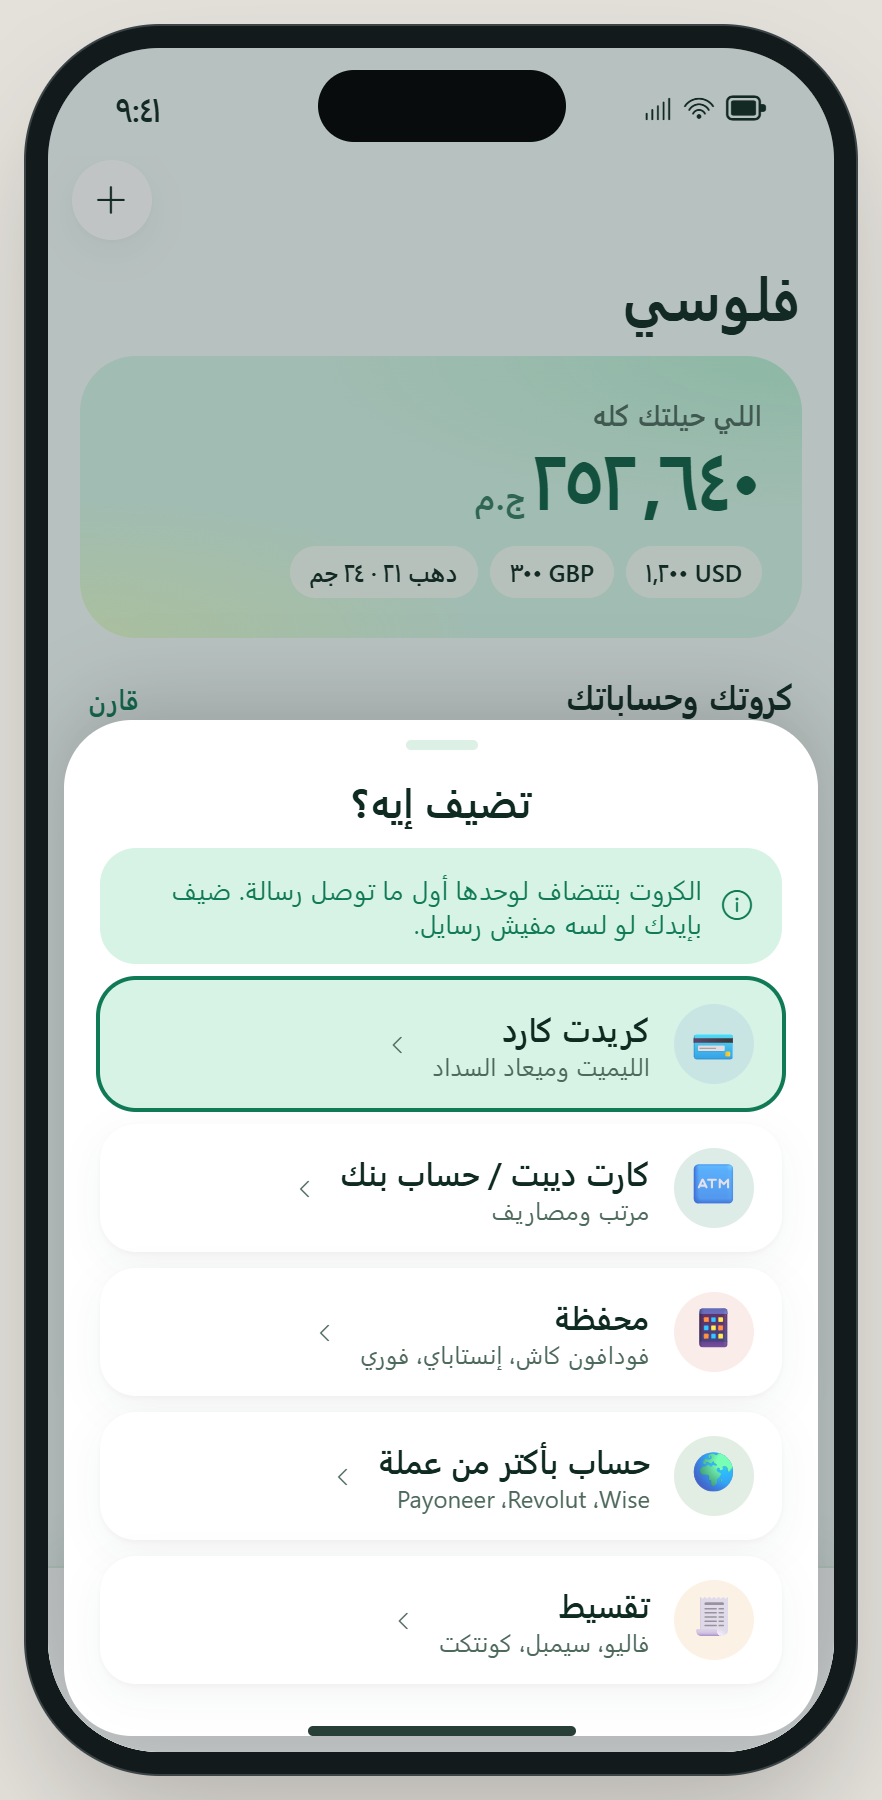 ٩:٤١
فلوسي
اللي حيلتك كله
٢٥٢,٦٤٠ ج.م
١,٢٠٠ USD
٣٠٠ GBP
دهب ٢١ · ٢٤ جم
كروتك وحساباتك
قارن
تضيف إيه؟
الكروت بتتضاف لوحدها أول ما توصل رسالة. ضيف
بإيدك لو لسه مفيش رسايل.
كريدت كارد
الليميت وميعاد السداد
ATM
كارت ديبت / حساب بنك
مرتب ومصاريف
محفظة
فودافون كاش، إنستاباي، فوري
حساب بأكتر من عملة
Payoneer ،Revolut ،Wise
تقسيط
فاليو، سيمبل، كونتكت